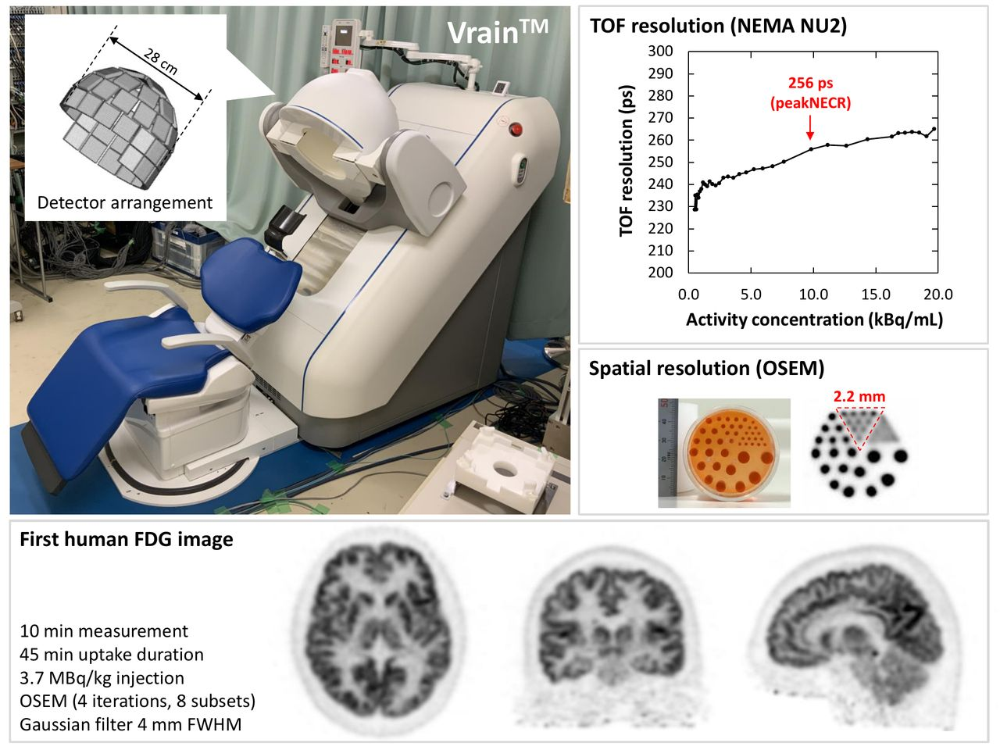 Vrain™
28 cm
Detector arrangement
TOF resolution (NEMA NU2)
300
290
280
270
260
250
240
230
220
210
200
TOF resolution (ps)
256 ps
(peakNECR)
0.0 5.0 10.0 15.0 20.0
Activity concentration (kBq/mL)
Spatial resolution (OSEM)
2.2 mm
First human FDG image
10 min measurement
45 min uptake duration
3.7 MBq/kg injection
OSEM (4 iterations, 8 subsets)
Gaussian filter 4 mm FWHM